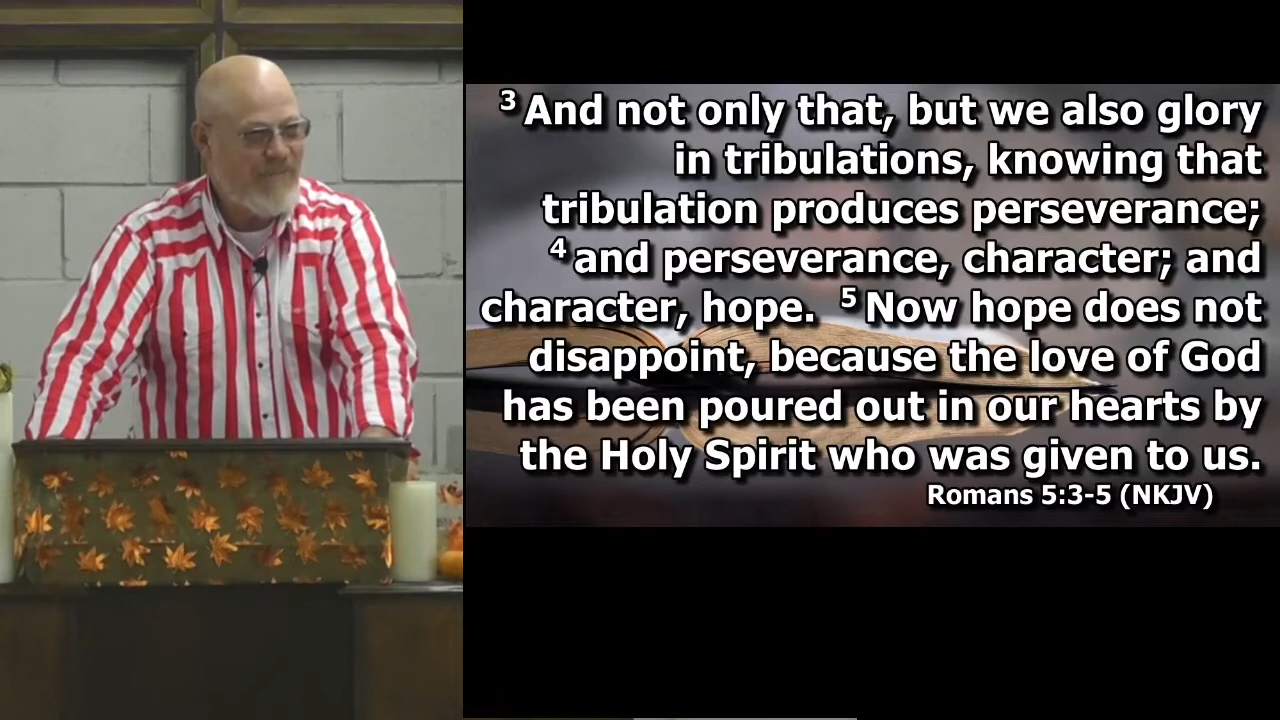 3 And not only that, but we also glory
in tribulations, knowing that
tribulation produces perseverance;
4 and perseverance, character; and
character, hope. 5 Now hope does not
disappoint, because the love of God
has been poured out in our hearts by
the Holy Spirit who was given to us.
Romans 5:3-5 (NKJV)